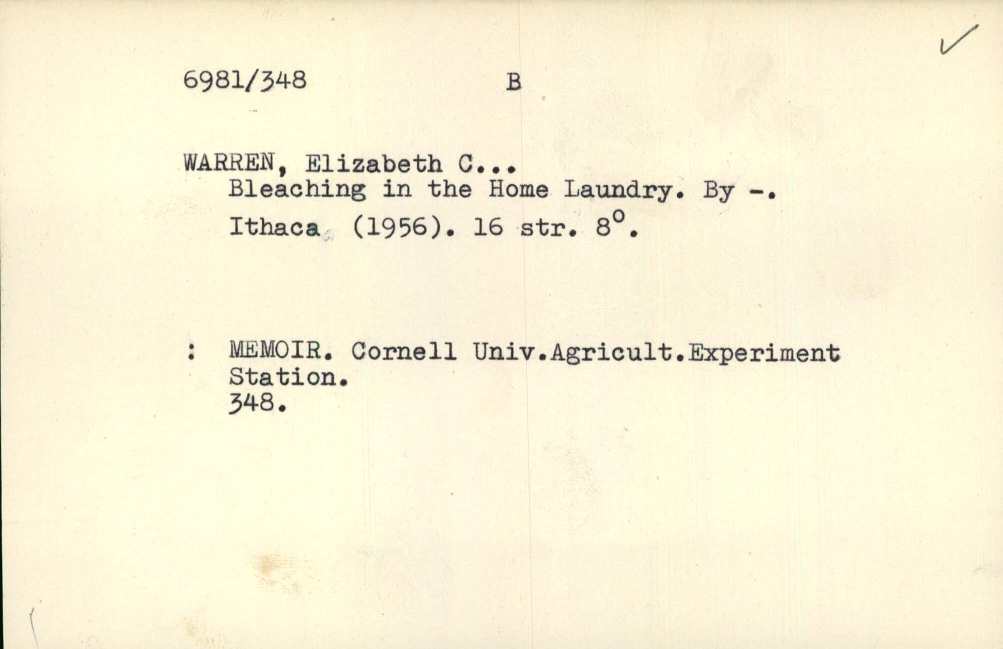 6981/348 B
WARREN, Elizabeth C...
Bleaching in the Home Laundry. By -.
Ithaca (1956). 16 str. 8°.
: MEMOIR. Cornell Univ.Agricult.Experiment
Station.
348.